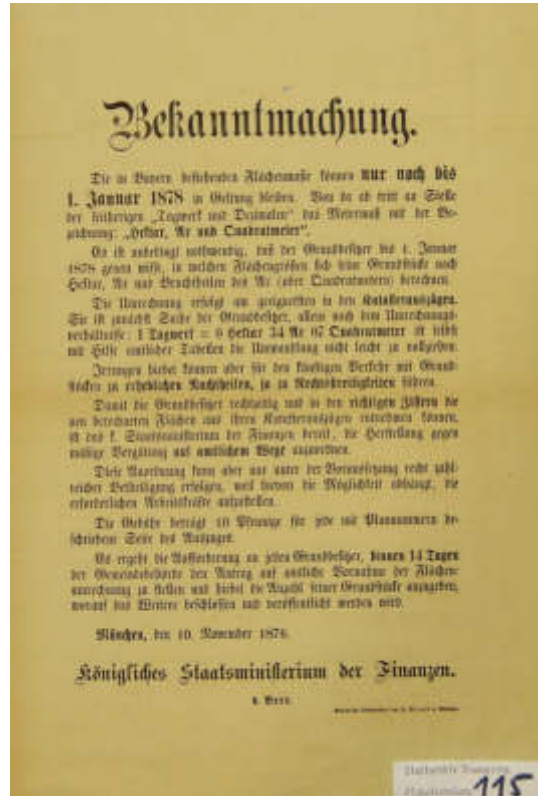 Bekanntmachung.
Die in Bayern bestehenden Flächenmaße können nur noch bis
1. Januar 1878 in Geltung bleiben. Von da ab tritt an Stelle
der seitherigen „Tagwerk und Dezimalen“ das Metermaß mit der Be-
zeichnung: „Hektar, Ar und Quadratmeter“.
Es ist unbedingt nothwendig, daß der Grundbesitzer bis 1. Januar
1878 genau wisse, in welchen Flächengrößen sich seine Grundstücke nach
Hektar, Ar und Bruchtheilen des Ar (oder Quadratmetern) berechnen.
Die Umrechnung erfolgt am geeignetsten in den Katasterauszügen.
Sie ist zunächst Sache der Grundbesitzer, allein nach dem Umrechnungs-
verhältnisse: 1 Tagwerk = 0 Hektar 34 Ar 07 Quadratmeter ist selbst
mit Hilfe amtlicher Tabellen die Umwandlung nicht leicht zu vollziehen.
Irrungen hiebei können aber für den künftigen Verkehr mit Grund-
stücken zu erheblichen Nachtheilen, ja zu Rechtsstreitigkeiten führen.
Damit die Grundbesitzer rechtzeitig und in den richtigen Ziffern die
neu berechneten Flächen aus ihren Katasterauszügen entnehmen können,
ist das k. Staatsministerium der Finanzen bereit, die Herstellung gegen
mäßige Vergütung auf amtlichem Wege anzuordnen.
Diese Anordnung kann aber nur unter der Voraussetzung recht zahl-
reicher Betheiligung erfolgen, weil hievon die Möglichkeit abhängt, die
erforderlichen Arbeitskräfte aufzustellen.
Die Gebühr beträgt 10 Pfennige für jede mit Plannummern be-
schriebene Seite des Auszuges.
Es ergeht die Aufforderung an jeden Grundbesitzer, binnen 14 Tagen
der Gemeindebehörde den Antrag auf amtliche Vornahme der Flächen-
umrechnung zu stellen und hiebei die Anzahl seiner Grundstücke anzugeben,
worauf das Weitere beschlossen und veröffentlicht werden wird.
München, den 10. November 1876.
Königliches Staatsministerium der Finanzen.
v. Berr.
115